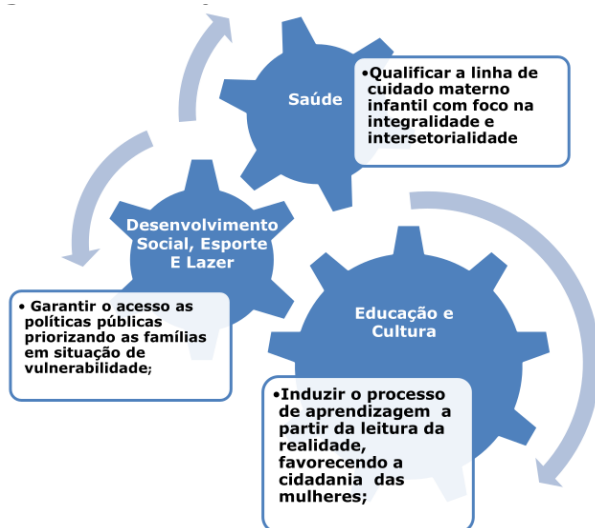 Saúde
•Qualificar a linha de
cuidado materno
infantil com foco na
integralidade e
intersetorialidade
Desenvolvimento
Social, Esporte
E Lazer
• Garantir o acesso as
políticas públicas
priorizando as famílias
em situação de
vulnerabilidade;
Educação e
Cultura
•Induzir o processo
de aprendizagem a
partir da leitura da
realidade,
favorecendo a
cidadania das
mulheres;